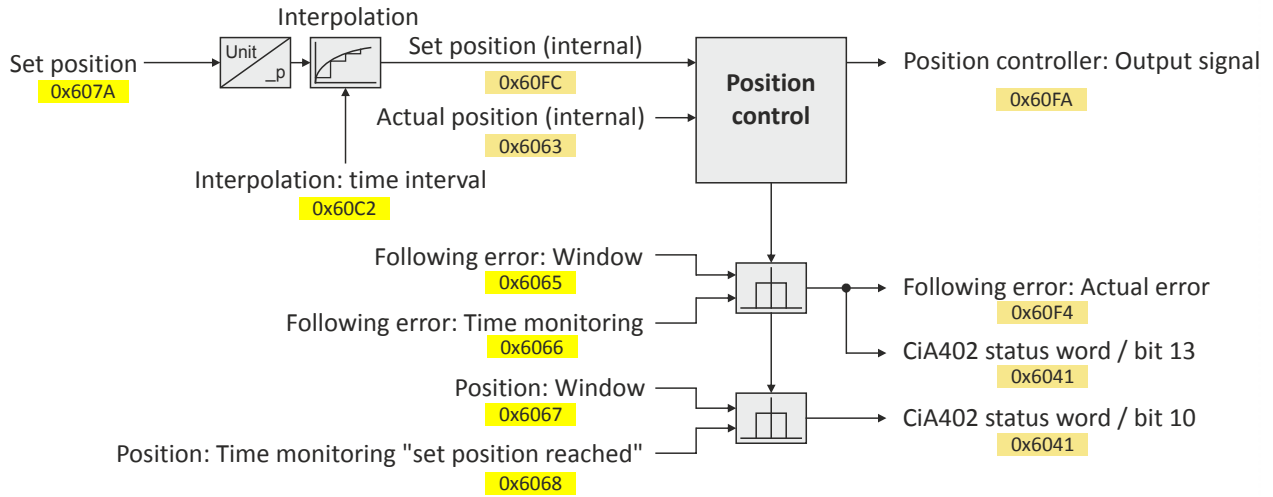 Interpolation
Set position
0x607A
Unit
_p
Set position (internal)
0x60FC
Actual position (internal)
0x6063
Interpolation: time interval
0x60C2
Position
control
Position controller: Output signal
0x60FA
Following error: Window
0x6065
Following error: Time monitoring
0x6066
Following error: Actual error
0x60F4
CiA402 status word / bit 13
0x6041
Position: Window
0x6067
Position: Time monitoring "set position reached"
0x6068
CiA402 status word / bit 10
0x6041